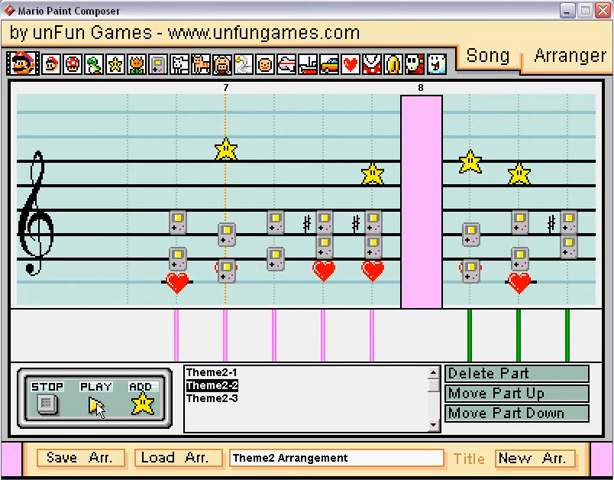 Mario Paint Composer
by unFun Games - www.unfungames.com
Song
Arranger
7
8
STOP PLAY ADD
Theme2-1
Theme2-2
Theme2-3
Delete Part
Move Part Up
Move Part Down
Save Arr.
Load Arr.
Theme2 Arrangement
Title
New Arr.